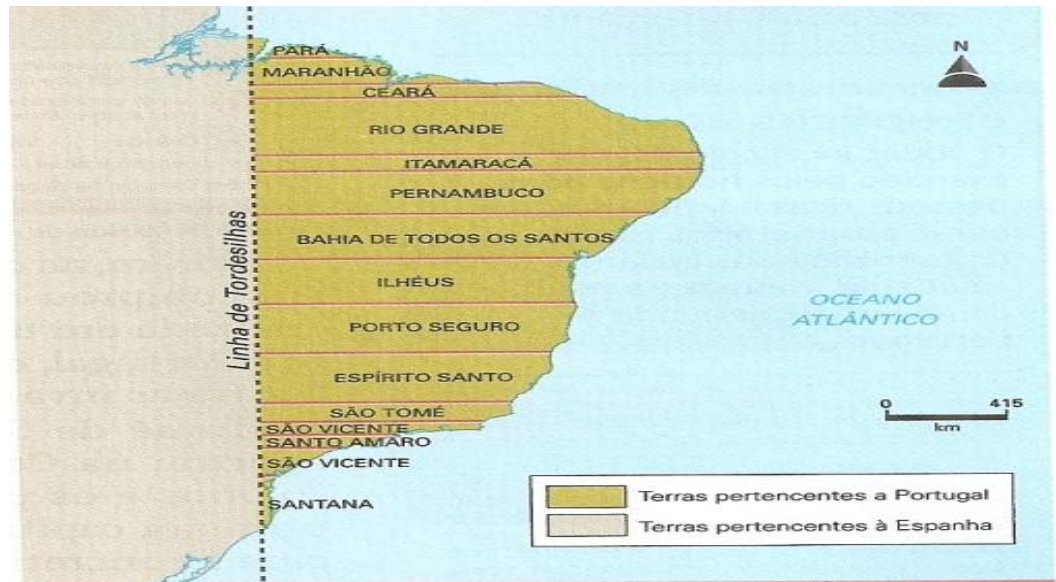 N
PARÁ
MARANHÃO
CEARÁ
RIO GRANDE
ITAMARACÁ
PERNAMBUCO
BAHIA DE TODOS OS SANTOS
ILHÉUS
PORTO SEGURO
ESPÍRITO SANTO
SÃO TOMÉ
SÃO VICENTE
SANTO AMARO
SÃO VICENTE
SANTANA
Linha de Tordesilhas
OCEANO
ATLÂNTICO
0 415
km
Terras pertencentes a Portugal
Terras pertencentes à Espanha